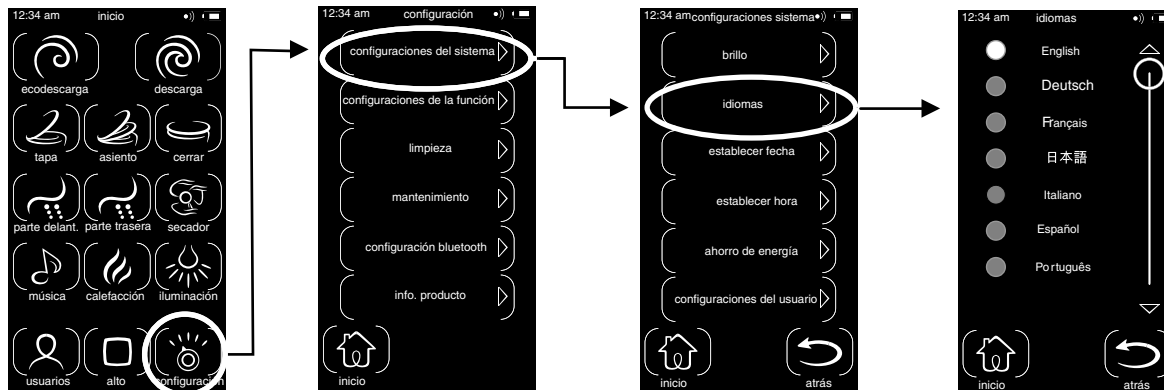 12:34 am inicio
ecodescarga descarga
tapa asiento cerrar
parte delant. parte trasera secador
música calefacción iluminación
usuarios alto configuración
12:34 am configuración
configuraciones del sistema
configuraciones de la función
limpieza
mantenimiento
configuración bluetooth
info. producto
inicio
12:34 am configuraciones sistema
brillo
idiomas
establecer fecha
establecer hora
ahorro de energía
configuraciones del usuario
inicio atrás
12:34 am idiomas
English
Deutsch
Français
日本語
Italiano
Español
Português
inicio atrás